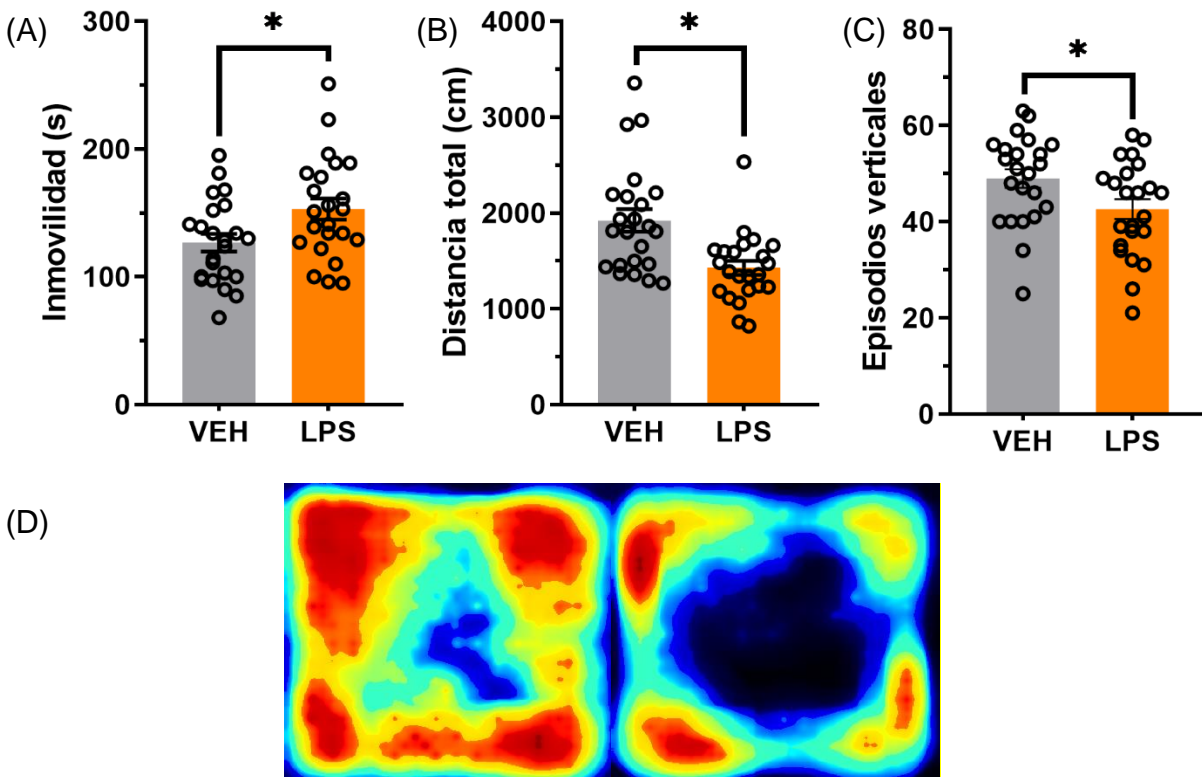 (A)
Inmovilidad (s)
300
200
100
0
*
VEH LPS
(B)
Distancia total (cm)
4000
3000
2000
1000
0
*
VEH LPS
(C)
Episodios verticales
80
60
40
20
0
*
VEH LPS
(D)